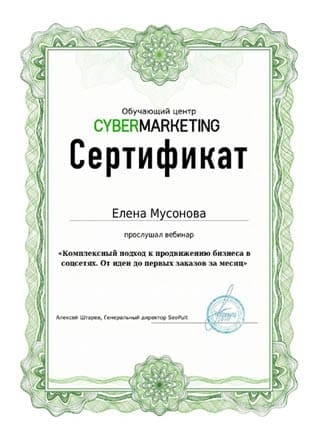 Обучающий центр
CYBERMARKETING
Сертификат
Елена Мусонова
прослушал вебинар
«Комплексный подход к продвижению бизнеса в
соцсетях. От идеи до первых заказов за месяц»
Алексей Штарев, Генеральный директор SeoPult